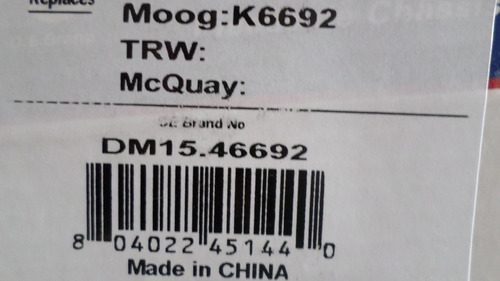 Replaces
Moog:K6692
TRW:
McQuay:
Brand No
DM15.46692
8 04022 45144 0
Made in CHINA